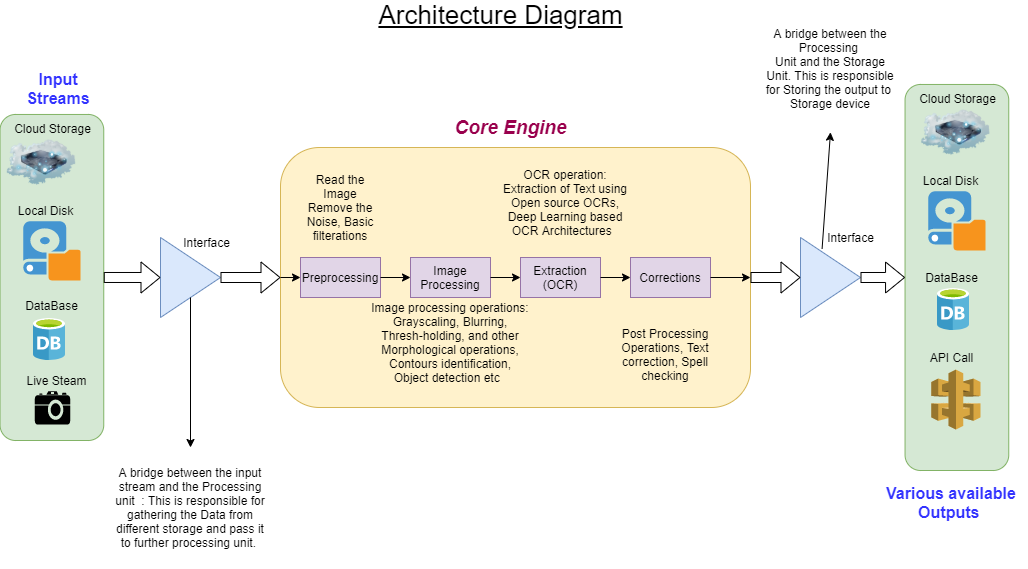 Architecture Diagram
Input
Streams
Cloud Storage
Local Disk
DataBase
DB
Live Steam
Interface
A bridge between the input
stream and the Processing
unit  : This is responsible for
gathering the Data from
different storage and pass it
to further processing unit.
Core Engine
Read the
Image
Remove the
Noise, Basic
filterations
Preprocessing
Image
Processing
Image processing operations:
Grayscaling, Blurring,
Thresh-holding, and other
Morphological operations,
Contours identification,
Object detection etc
OCR operation:
Extraction of Text using
Open source OCRs,
Deep Learning based
OCR Architectures
Extraction
(OCR)
Corrections
Post Processing
Operations, Text
correction, Spell
checking
A bridge between the
Processing
Unit and the Storage
Unit. This is responsible
for Storing the output to
Storage device
Interface
Cloud Storage
Local Disk
DataBase
DB
API Call
Various available
Outputs